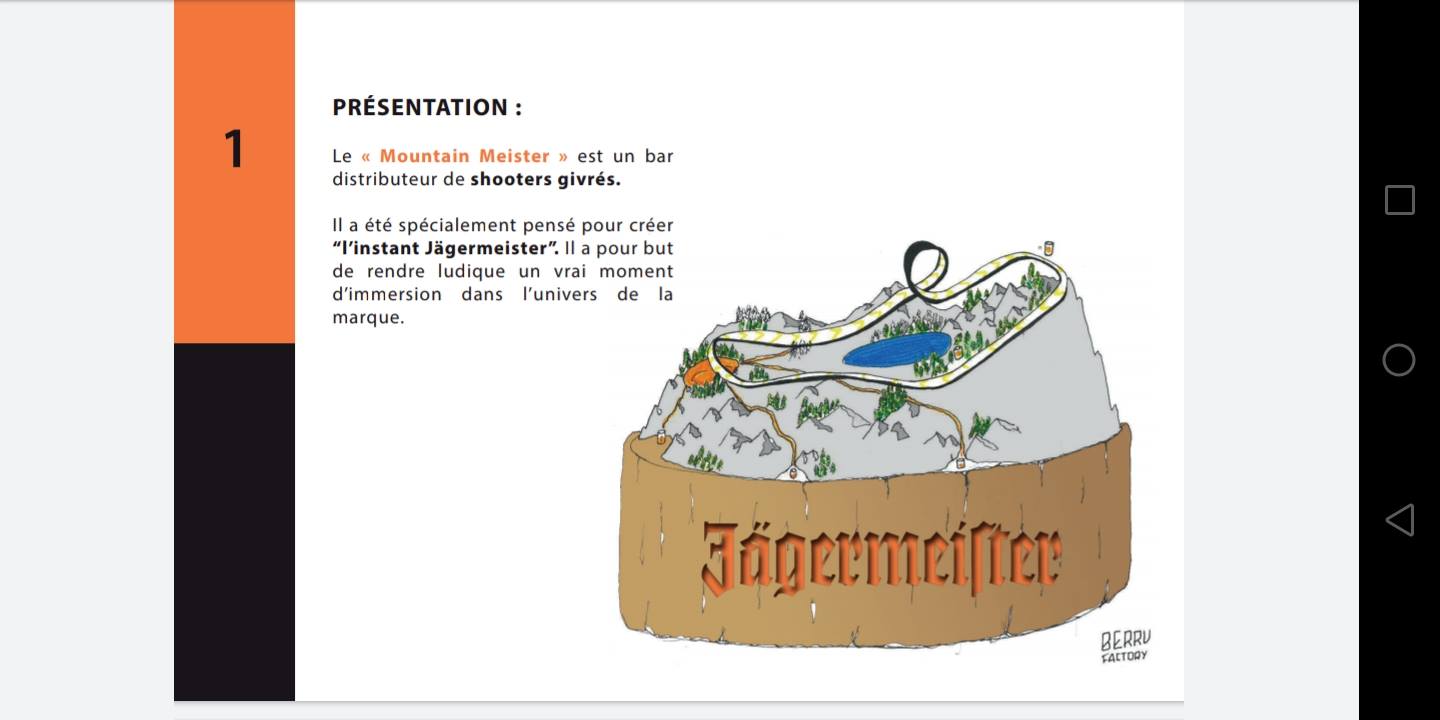 1
PRÉSENTATION :
Le « Mountain Meister » est un bar
distributeur de shooters givrés.
Il a été spécialement pensé pour créer
“l’instant Jägermeister”. Il a pour but
de rendre ludique un vrai moment
d’immersion dans l’univers de la
marque.
Jägermeiſter
BERRU
FACTORY